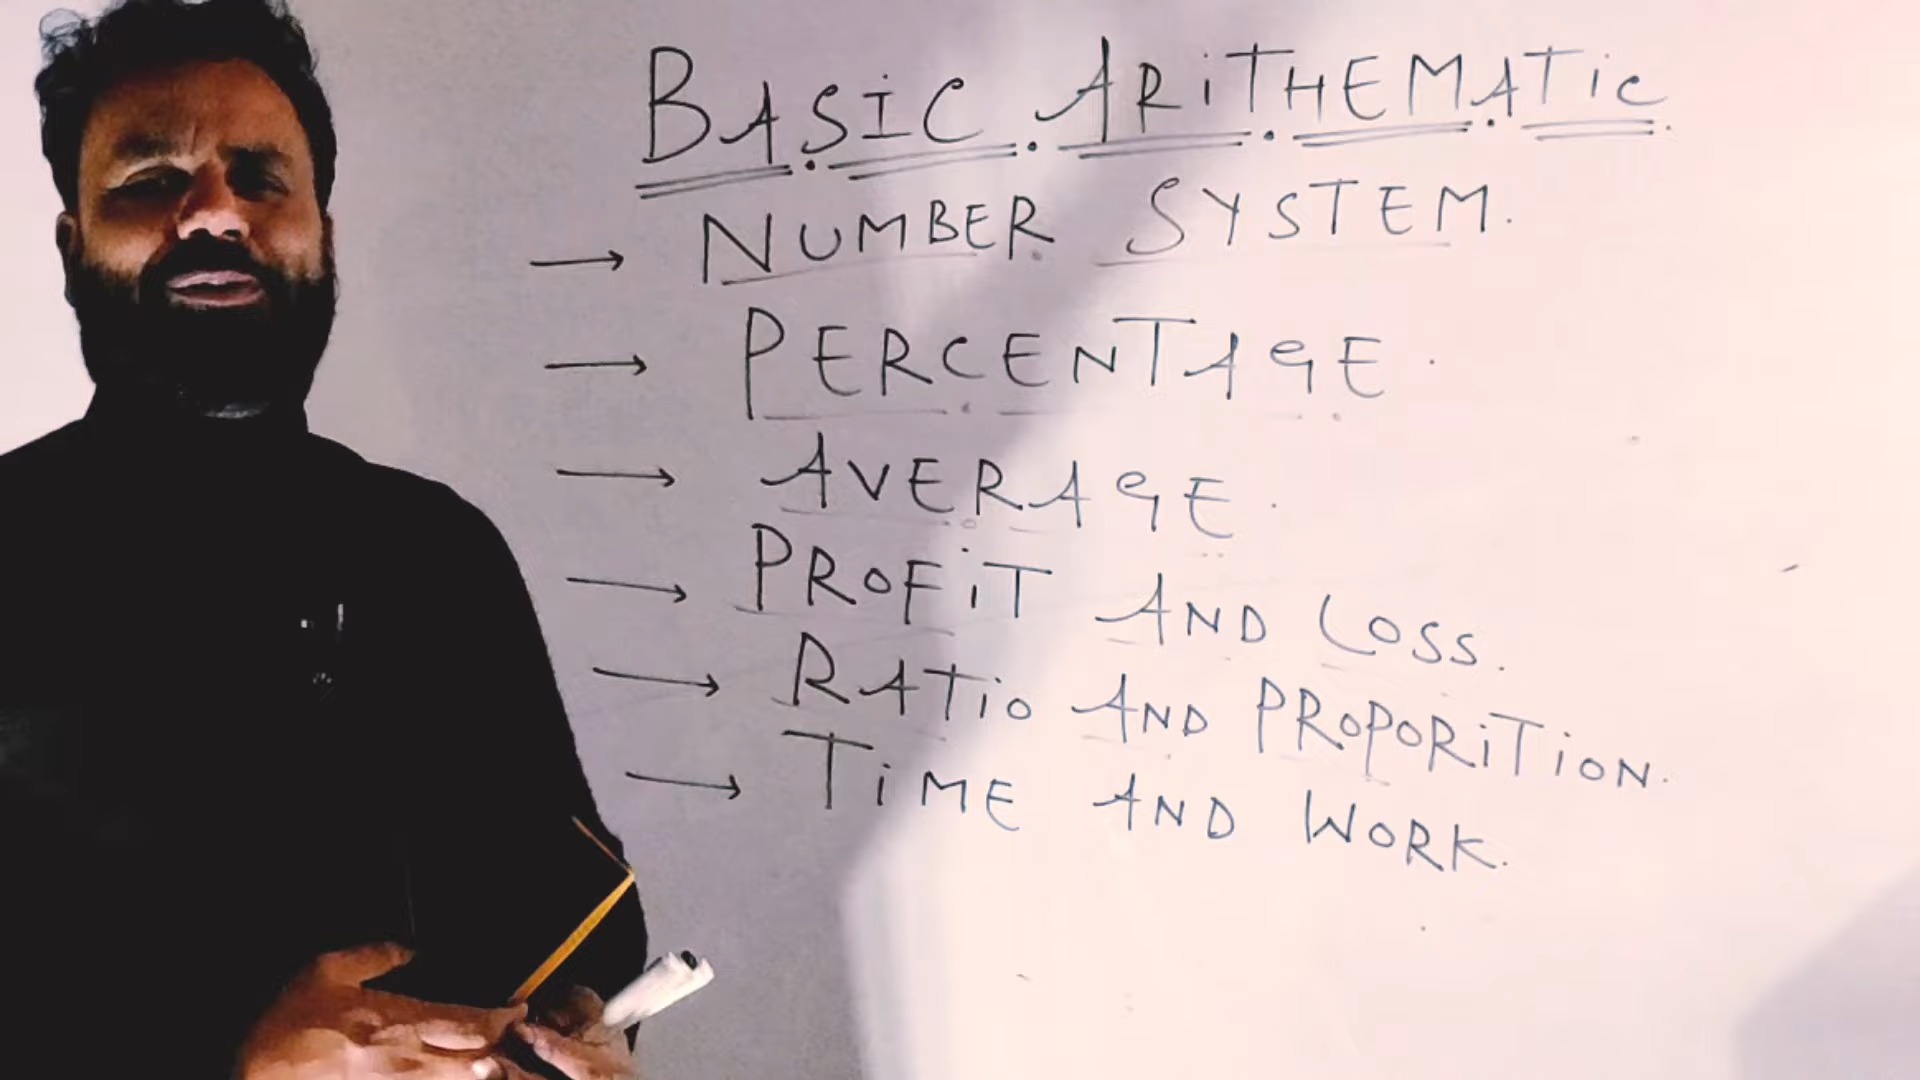 BASIC ARiTHEMATiC
→ NUMBER SYSTEM.
→ PERCENTAGE.
→ AVERAGE.
→ PROFiT AND LOSS.
→ RATiO AND PROPORiTiON.
→ TiME AND WORK.